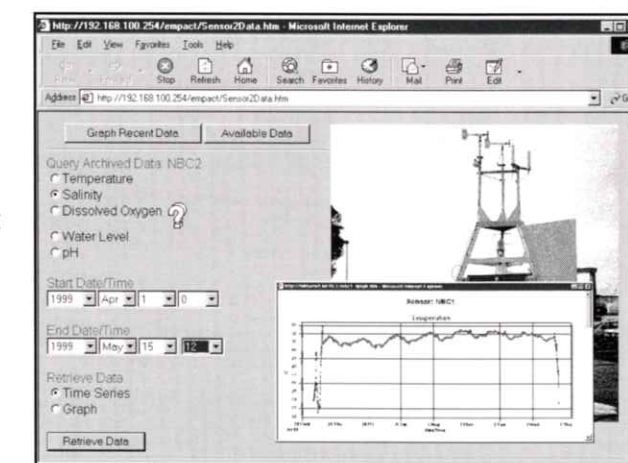 http://192.168.100.254/empact/Sensor2Data.htm - Microsoft Internet Explorer
File Edit View Favorites Tools Help
Stop Refresh Home Search Favorites History Mail Print Edit
Address http://192.168.100.254/empact/Sensor2Data.htm
Graph Recent Data Available Data
Query Archived Data: NBC2
Temperature
Salinity
Dissolved Oxygen
Water Level
pH
Start Date/Time
1999 Apr 1 0
End Date/Time
1999 May 15 12
Retrieve Data
Time Series
Graph
Retrieve Data
Sensor: NBC1
Temperature